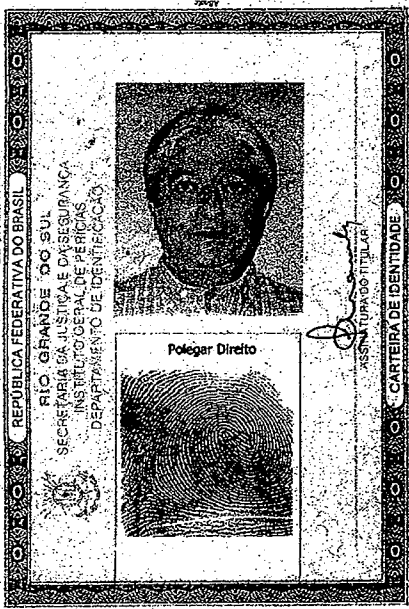 REPÚBLICA FEDERATIVA DO BRASIL
RIO GRANDE DO SUL
SECRETARIA DA JUSTIÇA E DA SEGURANÇA
INSTITUTO GERAL DE PERÍCIAS
DEPARTAMENTO DE IDENTIFICAÇÃO
Polegar Direito
ASSINATURA DO TITULAR
CARTEIRA DE IDENTIDADE